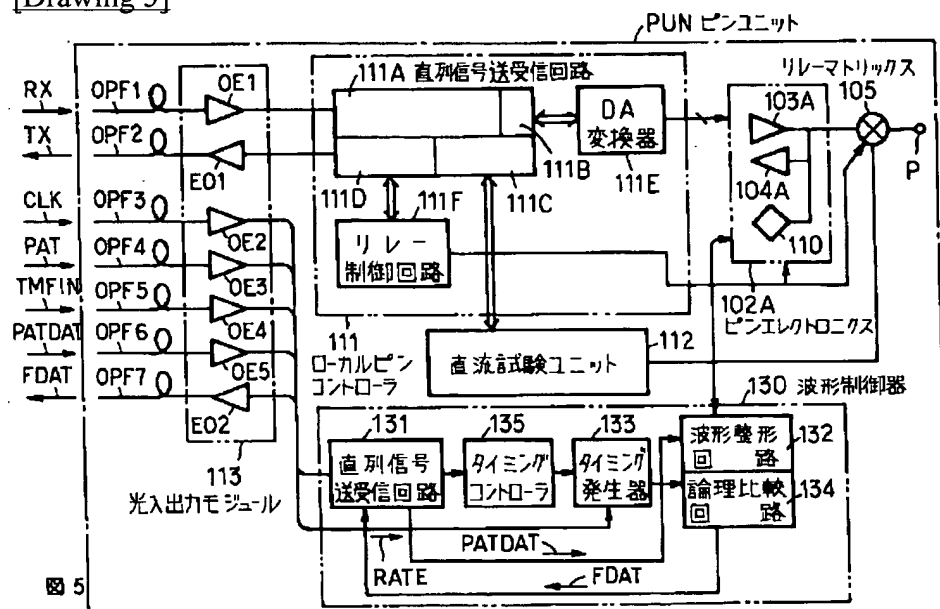 [Drawing 5]
PUN ピンユニット
RX
OPF1
OE1
TX
OPF2
EO1
CLK
OPF3
OE2
PAT
OPF4
OE3
TMFIN
OPF5
OE4
PATDAT
OPF6
OE5
FDAT
OPF7
EO2
113
光入出力モジュール
111A 直列信号送受信回路
111B
111D
111C
111F
リレー
制御回路
DA
変換器
111E
111
ローカルピン
コントローラ
リレーマトリックス
103A
105
104A
110
P
102A
ピンエレクトロニクス
直流試験ユニット
112
130 波形制御器
131
直列信号
送受信回路
135
タイミング
コントローラ
133
タイミング
発生器
波形整形
回路
132
論理比較
回路
134
RATE
PATDAT
FDAT
図5